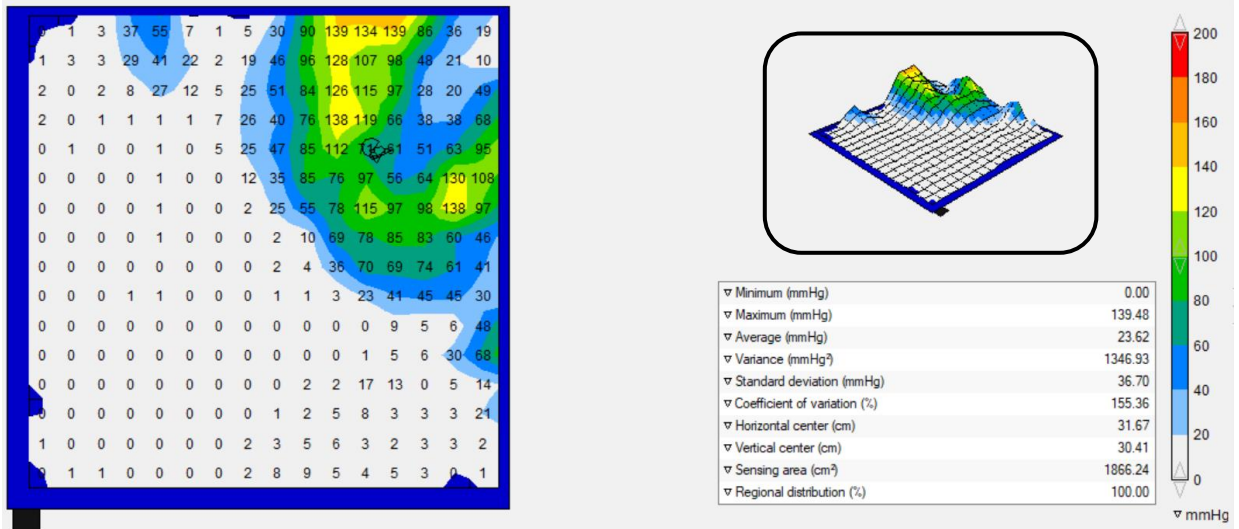 0 1 3 37 55 7 1 5 30 90 139 134 139 86 36 19
1 3 3 29 41 22 2 19 46 96 128 107 98 48 21 10
2 0 2 8 27 12 5 25 51 84 126 115 97 28 20 49
2 0 1 1 1 1 7 26 40 76 138 119 66 38 38 68
0 1 0 0 1 0 5 25 47 85 112 71 61 51 63 95
0 0 0 0 1 0 0 12 35 85 76 97 56 64 130 108
0 0 0 0 1 0 0 2 25 55 78 115 97 98 138 97
0 0 0 0 1 0 0 0 2 10 69 78 85 83 60 46
0 0 0 0 0 0 0 0 2 4 36 70 69 74 61 41
0 0 0 1 1 0 0 0 1 1 3 23 41 45 45 30
0 0 0 0 0 0 0 0 0 0 0 0 9 5 6 48
0 0 0 0 0 0 0 0 0 0 0 1 5 6 30 68
0 0 0 0 0 0 0 0 0 2 2 17 13 0 5 14
0 0 0 0 0 0 0 0 1 2 5 8 3 3 3 21
1 0 0 0 0 0 0 2 3 5 6 3 2 3 3 2
0 1 1 0 0 0 0 2 8 9 5 4 5 3 0 1
Minimum (mmHg) 0.00
Maximum (mmHg) 139.48
Average (mmHg) 23.62
Variance (mmHg²) 1346.93
Standard deviation (mmHg) 36.70
Coefficient of variation (%) 155.36
Horizontal center (cm) 31.67
Vertical center (cm) 30.41
Sensing area (cm²) 1866.24
Regional distribution (%) 100.00
200
180
160
140
120
100
80
60
40
20
0
mmHg